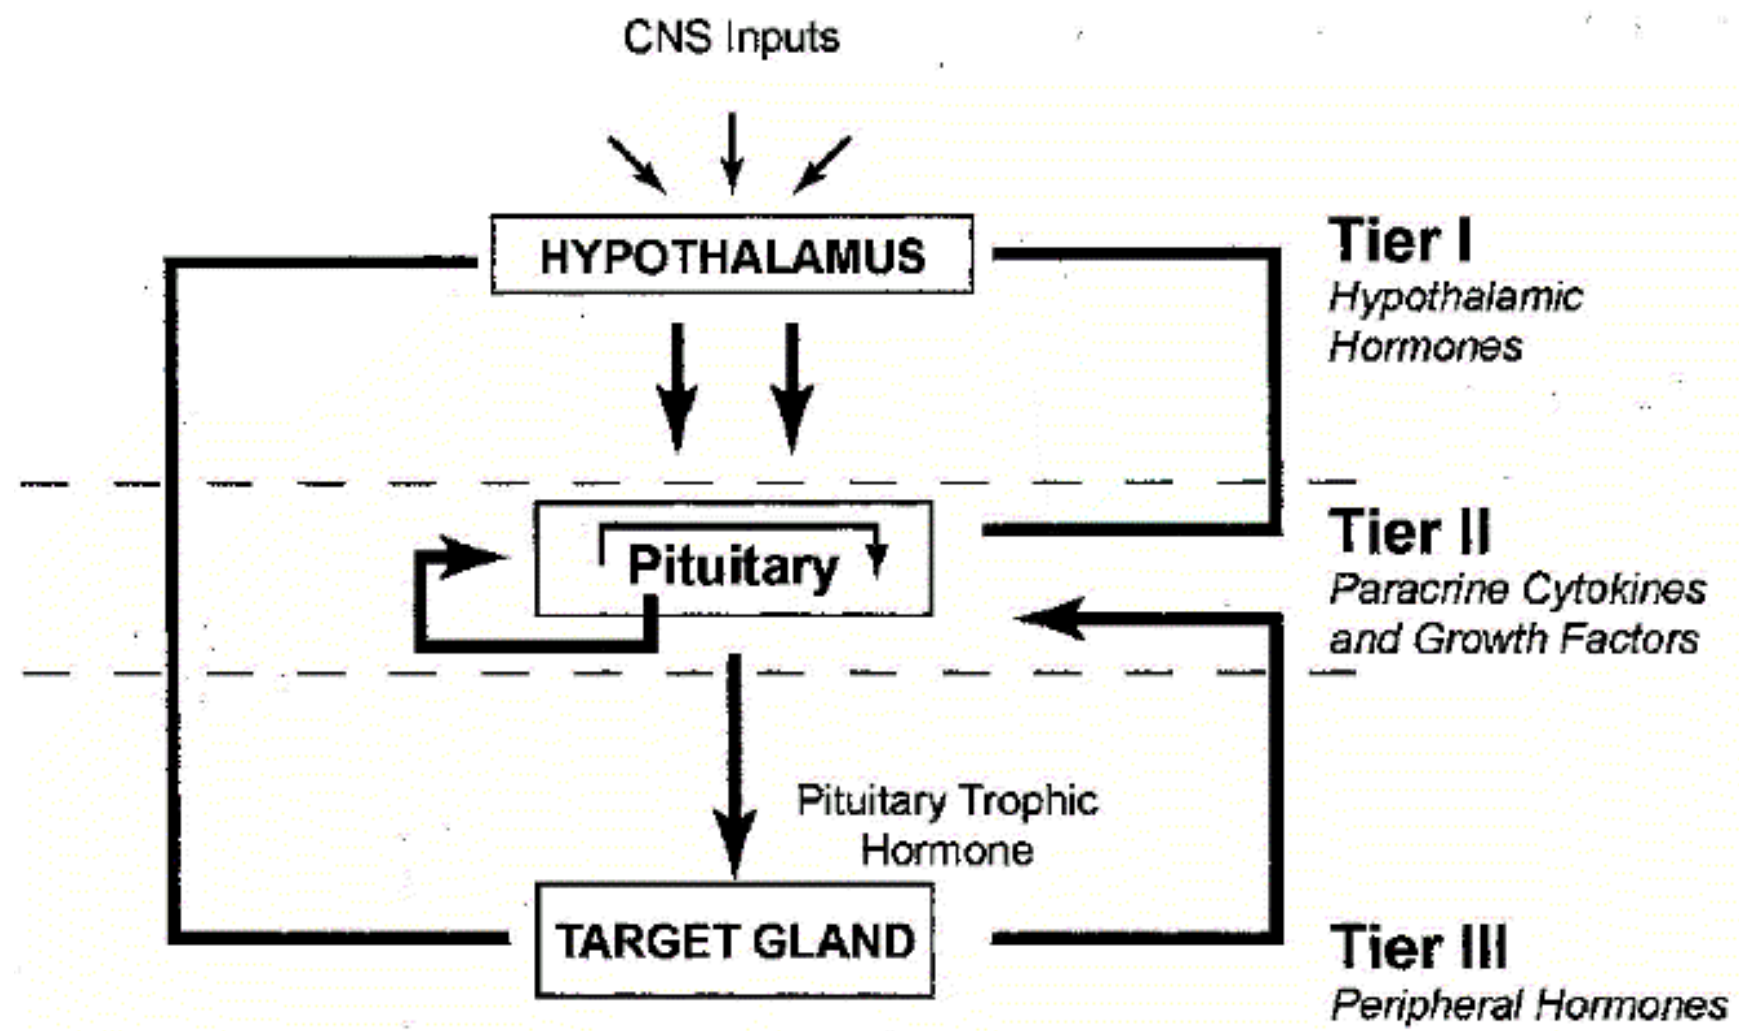 CNS Inputs
HYPOTHALAMUS
Tier I
Hypothalamic
Hormones
Pituitary
Tier II
Paracrine Cytokines
and Growth Factors
Pituitary Trophic
Hormone
TARGET GLAND
Tier III
Peripheral Hormones